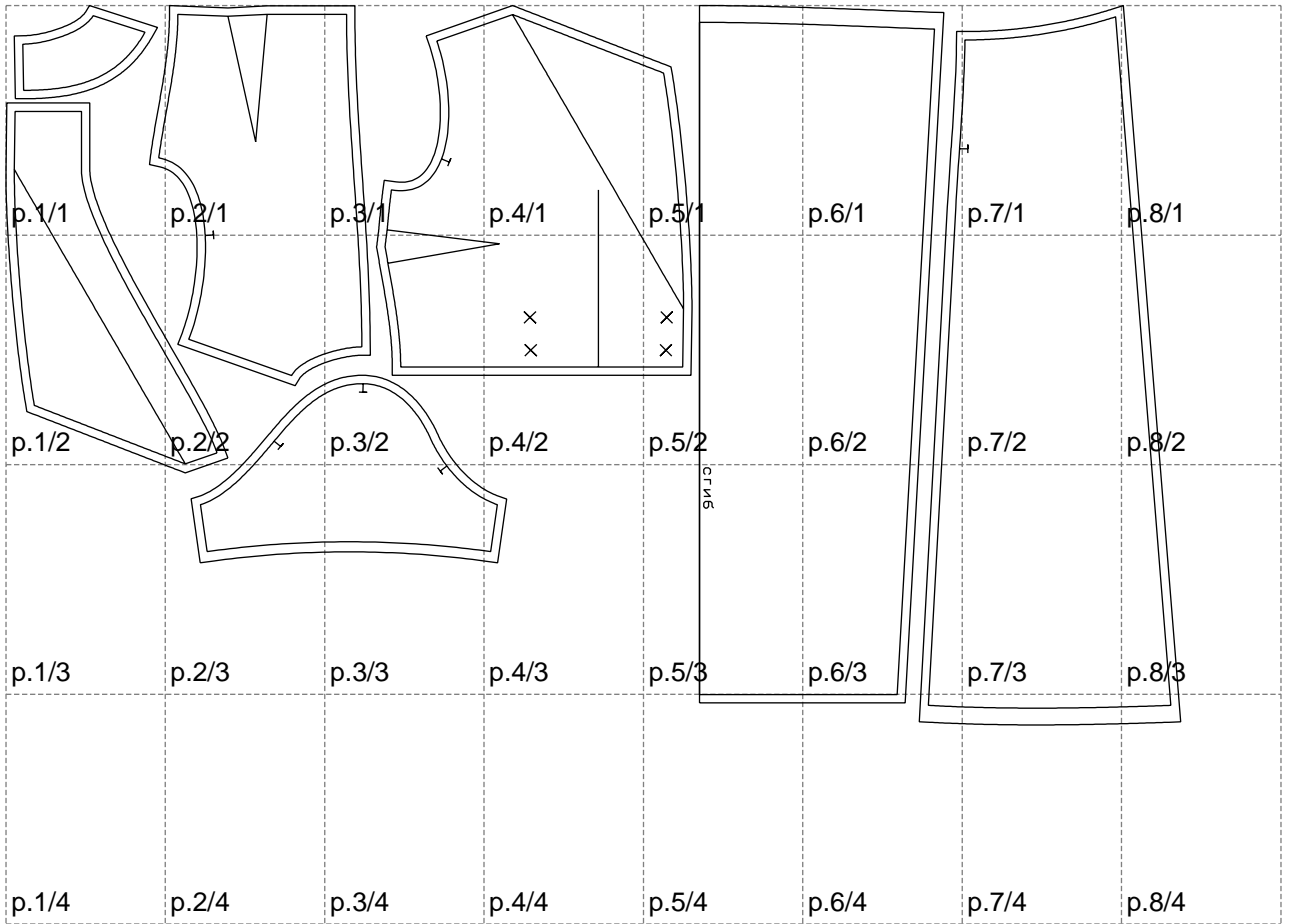 p.1/1 p.2/1 p.3/1 p.4/1 p.5/1 p.6/1 p.7/1 p.8/1
p.1/2 p.2/2 p.3/2 p.4/2 p.5/2 p.6/2 p.7/2 p.8/2
сгиб
p.1/3 p.2/3 p.3/3 p.4/3 p.5/3 p.6/3 p.7/3 p.8/3
p.1/4 p.2/4 p.3/4 p.4/4 p.5/4 p.6/4 p.7/4 p.8/4